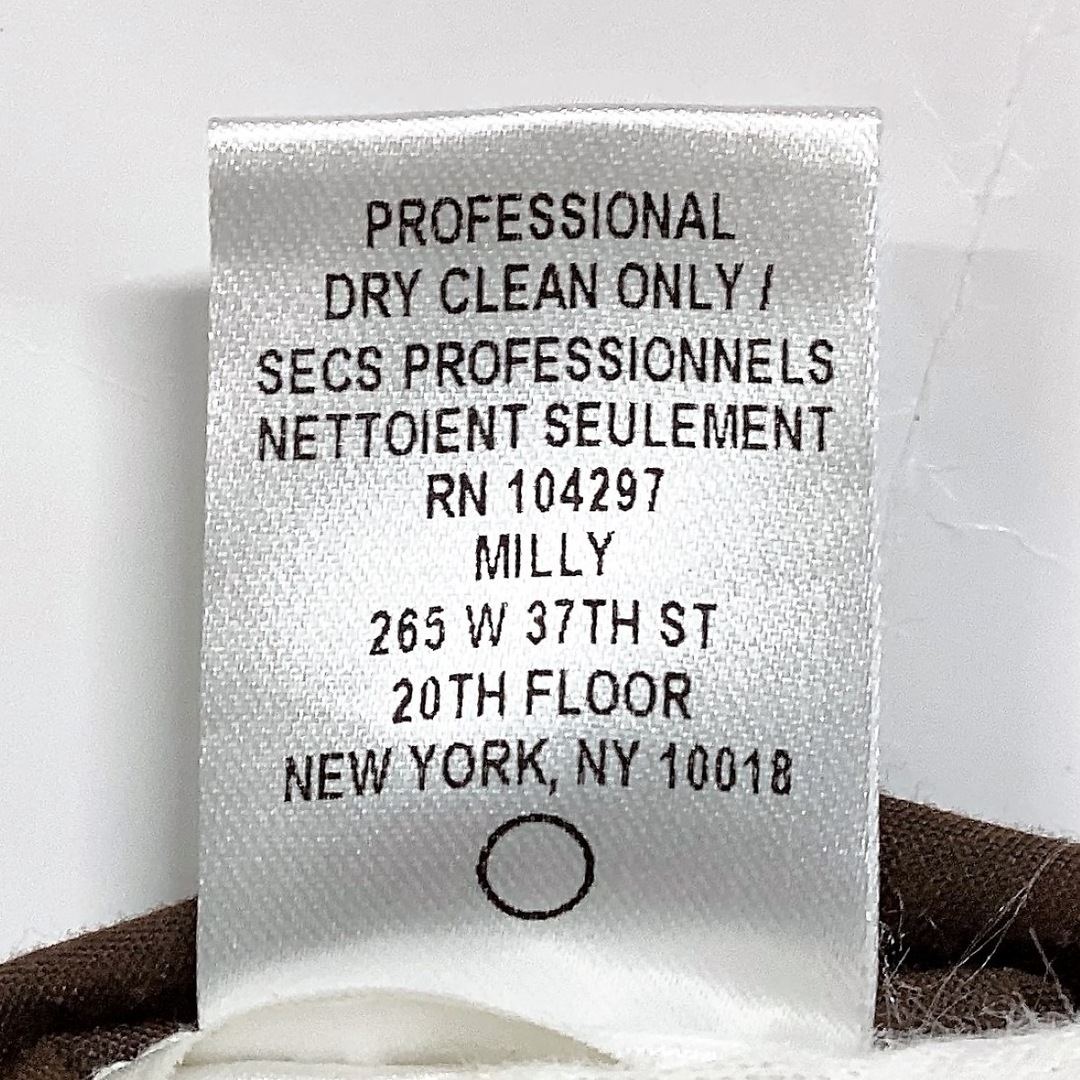 PROFESSIONAL
DRY CLEAN ONLY /
SECS PROFESSIONNELS
NETTOIENT SEULEMENT
RN 104297
MILLY
265 W 37TH ST
20TH FLOOR
NEW YORK, NY 10018